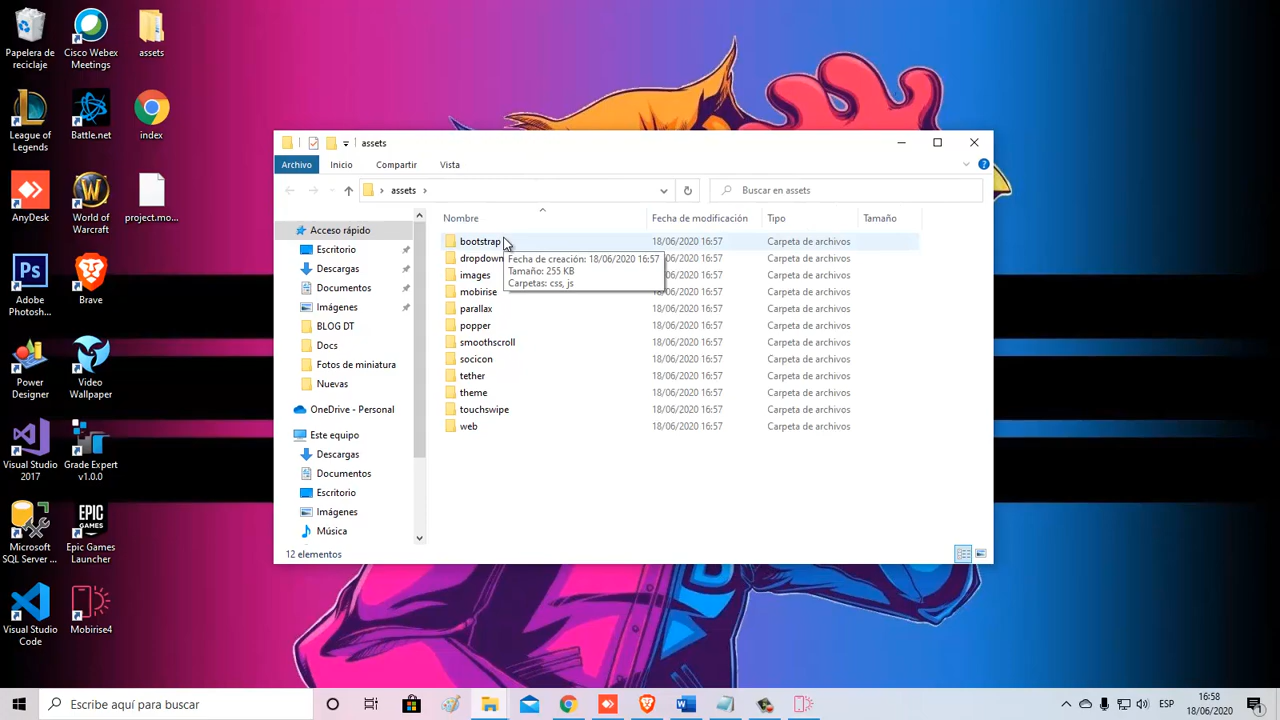 Papelera de reciclaje
Cisco Webex Meetings
assets
League of Legends
Battle.net
index
AnyDesk
World of Warcraft
project.mo...
Adobe Photosh...
Brave
Power Designer
Video Wallpaper
Visual Studio 2017
Grade Expert v1.0.0
Microsoft SQL Server ...
Epic Games Launcher
Visual Studio Code
Mobirise4
assets
Archivo Inicio Compartir Vista
assets
Buscar en assets
Acceso rápido
Escritorio
Descargas
Documentos
Imágenes
BLOG DT
Docs
Fotos de miniatura
Nuevas
OneDrive - Personal
Este equipo
Descargas
Documentos
Escritorio
Imágenes
Música
Nombre Fecha de modificación Tipo Tamaño
bootstrap 18/06/2020 16:57 Carpeta de archivos
dropdown 18/06/2020 16:57 Carpeta de archivos
images Carpeta de archivos
mobirise 18/06/2020 16:57 Carpeta de archivos
parallax 18/06/2020 16:57 Carpeta de archivos
popper 18/06/2020 16:57 Carpeta de archivos
smoothscroll 18/06/2020 16:57 Carpeta de archivos
socicon 18/06/2020 16:57 Carpeta de archivos
tether 18/06/2020 16:57 Carpeta de archivos
theme 18/06/2020 16:57 Carpeta de archivos
touchswipe 18/06/2020 16:57 Carpeta de archivos
web 18/06/2020 16:57 Carpeta de archivos
Fecha de creación: 18/06/2020 16:57
Tamaño: 255 KB
Carpetas: css, js
12 elementos
Escribe aquí para buscar
ESP
16:58
18/06/2020